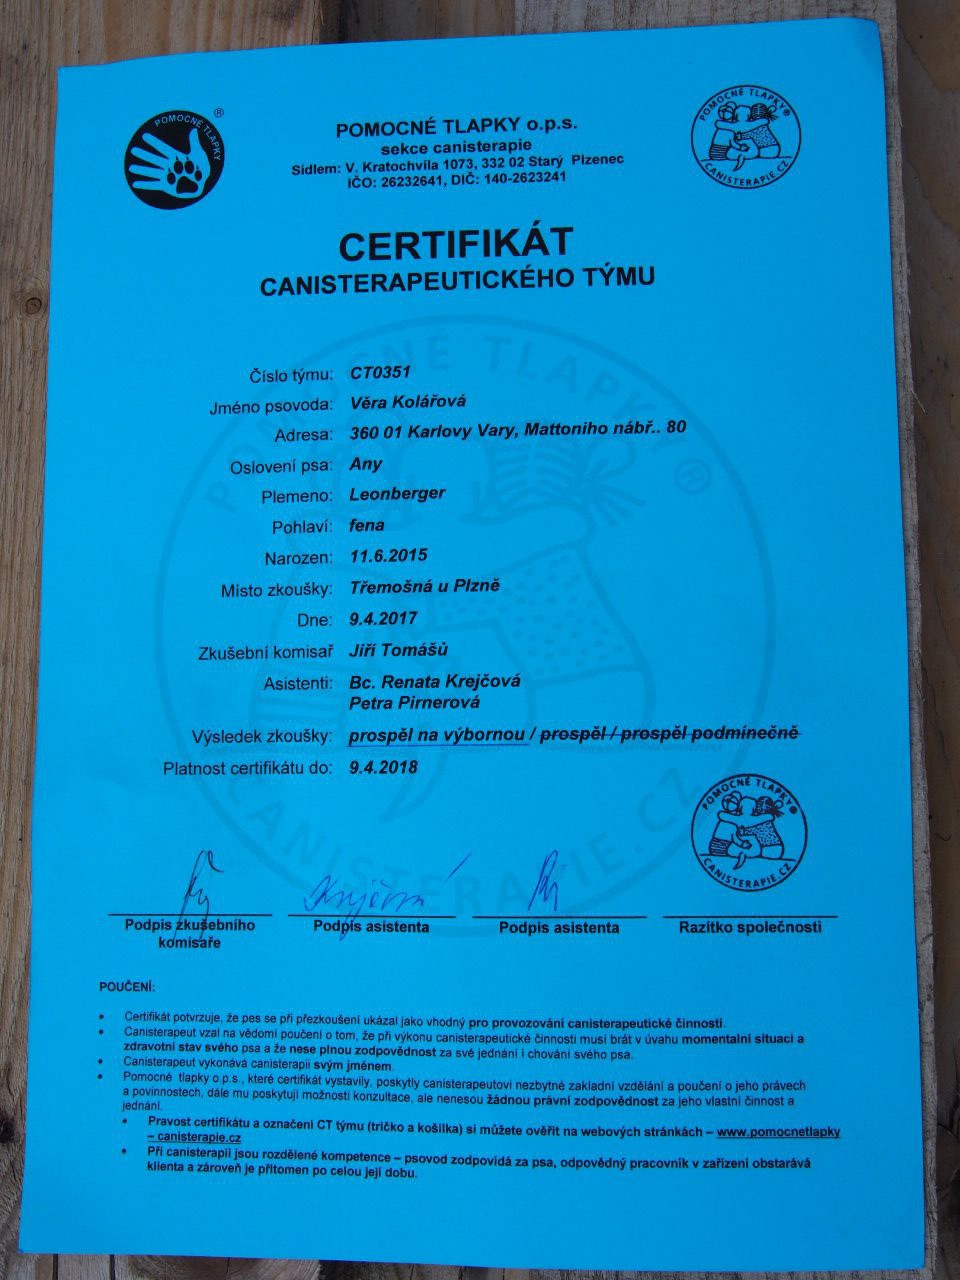 POMOCNÉ TLAPKY
®
POMOCNÉ TLAPKY o.p.s.
sekce canisterapie
Sídlem: V. Kratochvíla 1073, 332 02 Starý Plzenec
IČO: 26232641, DIČ: 140-2623241
POMOCNÉ TLAPKY®
CANISTERAPIE.CZ
CERTIFIKÁT
CANISTERAPEUTICKÉHO TÝMU
POMOCNÉ TLAPKY ®
CANISTERAPIE.CZ
Číslo týmu: CT0351
Jméno psovoda: Věra Kolářová
Adresa: 360 01 Karlovy Vary, Mattoniho nábř.. 80
Oslovení psa: Any
Plemeno: Leonberger
Pohlaví: fena
Narozen: 11.6.2015
Místo zkoušky: Třemošná u Plzně
Dne: 9.4.2017
Zkušební komisař Jiří Tomášů
Asistenti: Bc. Renata Krejčová
Petra Pirnerová
Výsledek zkoušky: prospěl na výbornou / prospěl / prospěl podmínečně
Platnost certifikátu do: 9.4.2018
POMOCNÉ TLAPKY®
CANISTERAPIE.CZ
Krejčová
Podpis zkušebního Podpis asistenta Podpis asistenta Razítko společnosti
komisaře
POUČENÍ:
• Certifikát potvrzuje, že pes se při přezkoušení ukázal jako vhodný pro provozování canisterapeutické činnosti.
• Canisterapeut vzal na vědomí poučení o tom, že při výkonu canisterapeutické činnosti musí brát v úvahu momentalní situaci a
zdravotní stav svého psa a že nese plnou zodpovědnost za své jednání i chování svého psa.
• Canisterapeut vykonává canisterapii svým jménem.
• Pomocné tlapky o.p.s., které certifikát vystavily, poskytly canisterapeutovi nezbytné zakladní vzdělání a poučení o jeho právech
a povinnostech, dále mu poskytují možnosti konzultace, ale nenesou žádnou právní zodpovědnost za jeho vlastní činnost a
jednání.
• Pravost certifikátu a označení CT týmu (tričko a košilka) si můžete ověřit na webových stránkách – www.pomocnetlapky
– canisterapie.cz
• Při canisterapii jsou rozdělené kompetence – psovod zodpovídá za psa, odpovědný pracovník v zařízení obstarává
klienta a zároveň je přítomen po celou její dobu.